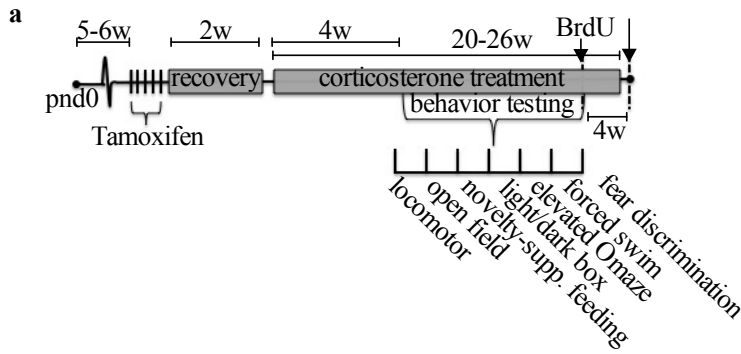 a
5-6w
2w
4w
20-26w
BrdU
pnd0
recovery
corticosterone treatment
Tamoxifen
behavior testing
4w
locomotor
open field
novelty-supp. feeding
light/dark box
elevated Omaze
forced swim
fear discrimination